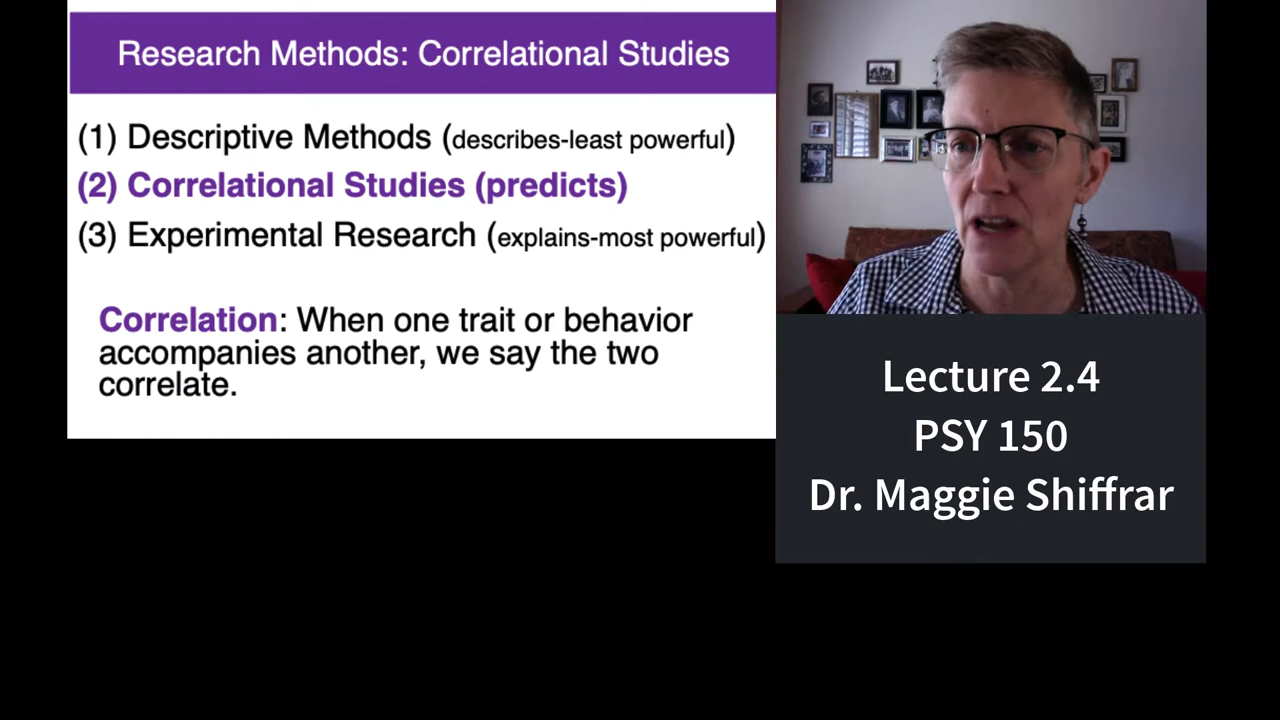 Research Methods: Correlational Studies
(1) Descriptive Methods (describes-least powerful)
(2) Correlational Studies (predicts)
(3) Experimental Research (explains-most powerful)
Correlation: When one trait or behavior
accompanies another, we say the two
correlate.
Lecture 2.4
PSY 150
Dr. Maggie Shiffrar